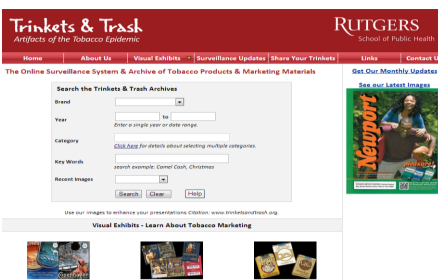 Trinkets & Trash
Artifacts of the Tobacco Epidemic
RUTGERS
School of Public Health
Home About Us Visual Exhibits Surveillance Updates Share Your Trinkets Links Contact U
The Online Surveillance System & Archive of Tobacco Products & Marketing Materials
Get Our Monthly Updates
See our Latest Images
Search the Trinkets & Trash Archives
Brand
Year to
Enter a single year or date range.
Category
Click here for details about selecting multiple categories.
Key Words
search example: Camel Cash, Christmas
Recent Images
Search Clear Help
Newport
pleasure!
Use our images to enhance your presentations Citation: www.trinketsandtrash.org.
Visual Exhibits - Learn About Tobacco Marketing